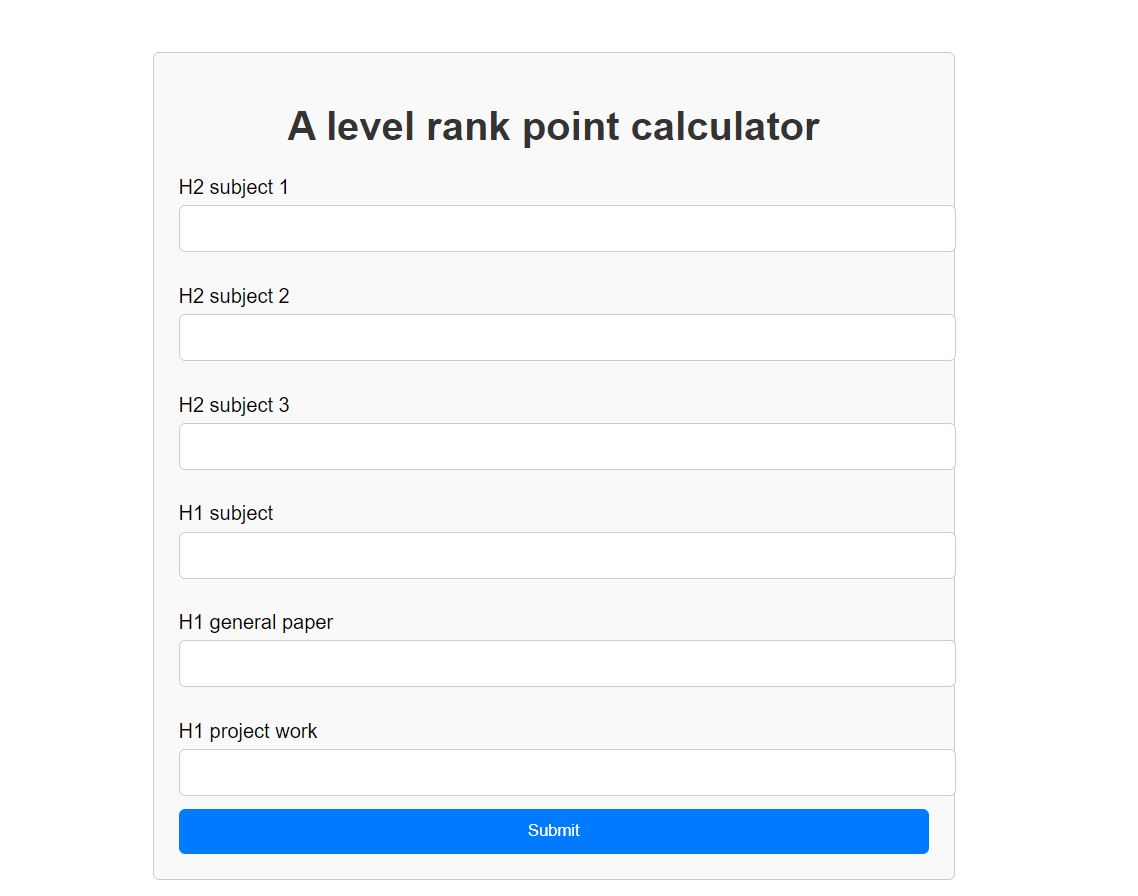 A level rank point calculator
H2 subject 1
H2 subject 2
H2 subject 3
H1 subject
H1 general paper
H1 project work
Submit